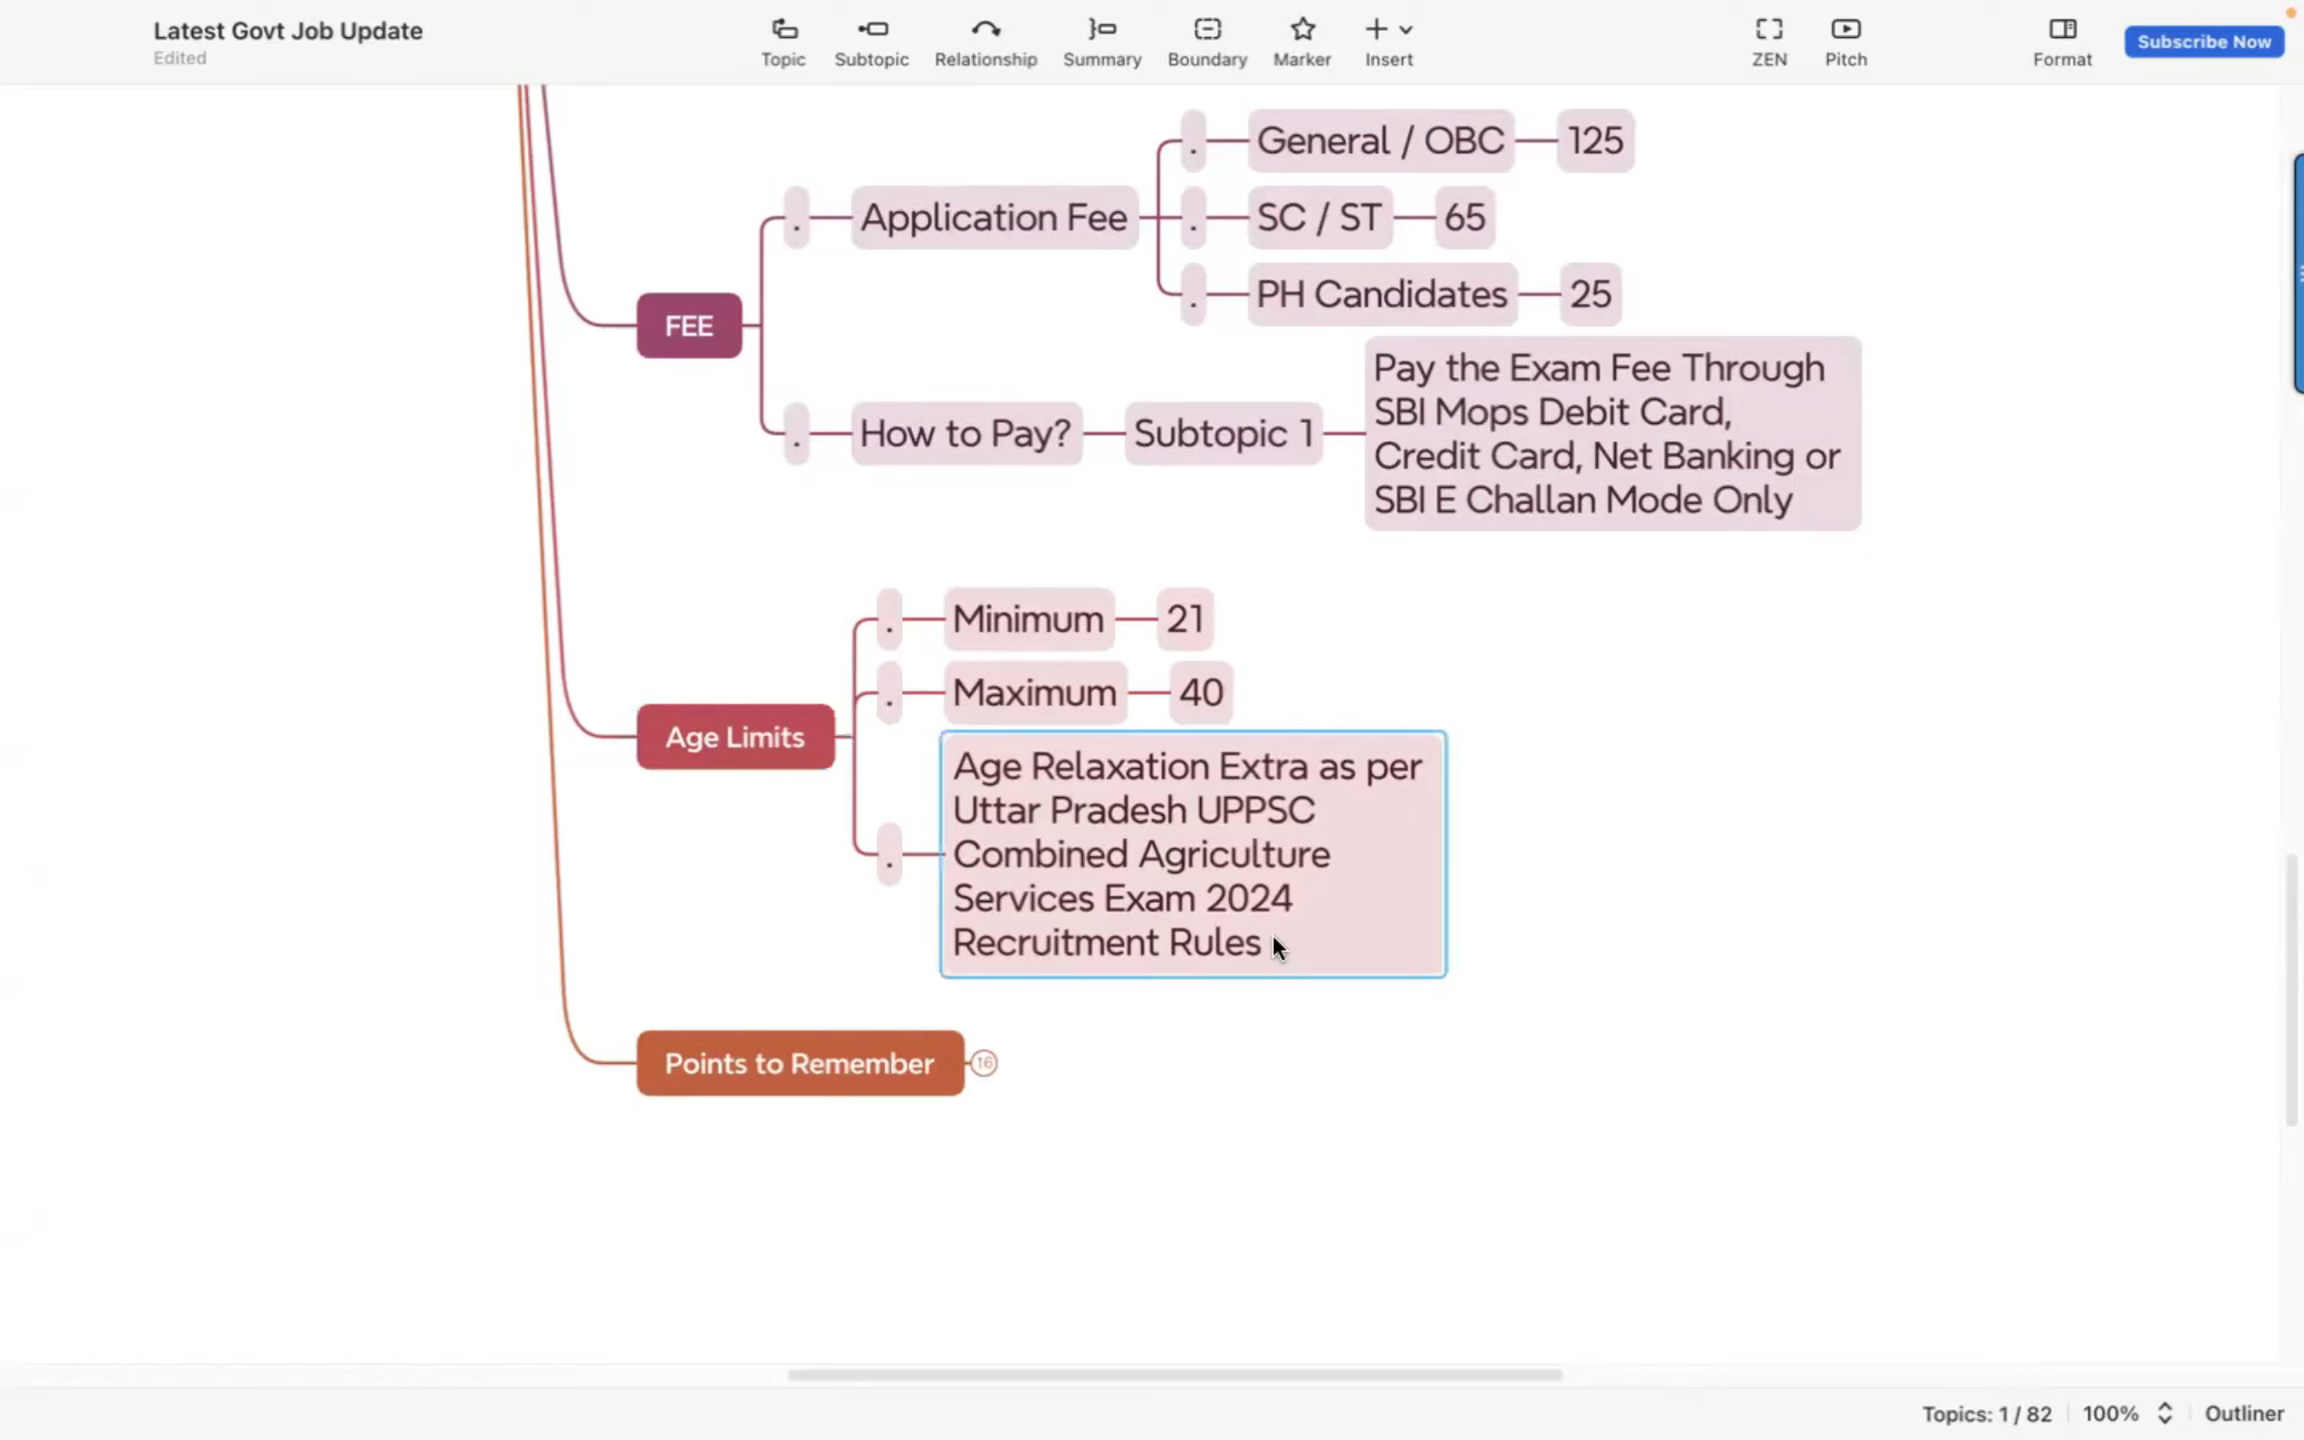 Latest Govt Job Update
Edited
Topic
Subtopic
Relationship
Summary
Boundary
Marker
Insert
ZEN
Pitch
Format
Subscribe Now
. General / OBC 125
. Application Fee . SC / ST 65
. PH Candidates 25
FEE
. How to Pay? Subtopic 1
Pay the Exam Fee Through
SBI Mops Debit Card,
Credit Card, Net Banking or
SBI E Challan Mode Only
. Minimum 21
. Maximum 40
Age Limits
.
Age Relaxation Extra as per
Uttar Pradesh UPPSC
Combined Agriculture
Services Exam 2024
Recruitment Rules
Points to Remember 16
Topics: 1 / 82
100%
Outliner